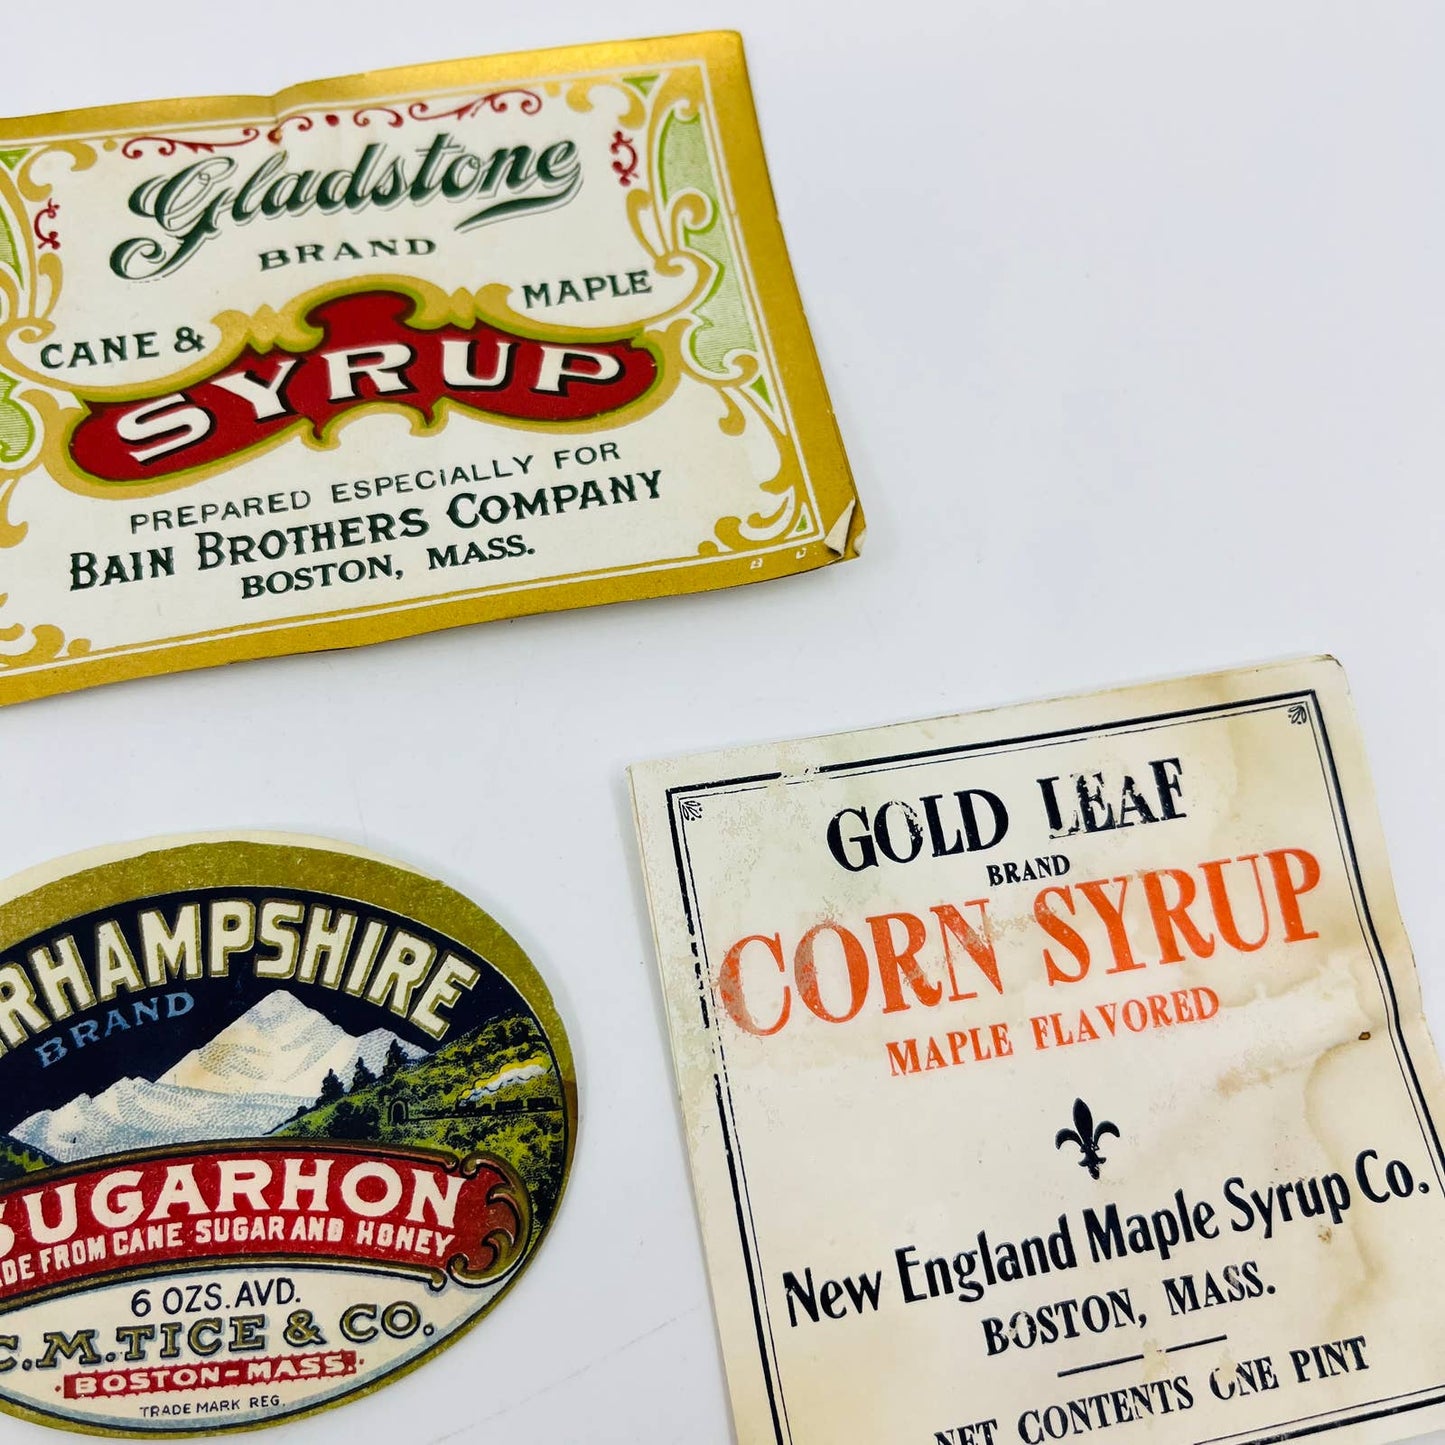 Gladstone
BRAND
CANE & MAPLE
SYRUP
PREPARED ESPECIALLY FOR
BAIN BROTHERS COMPANY
BOSTON, MASS.
RHAMPSHIRE
BRAND
SUGARHON
DE FROM CANE SUGAR AND HONEY
6 OZS. AVD.
C.M.TICE & CO.
BOSTON-MASS.
TRADE MARK REG.
GOLD LEAF
BRAND
CORN SYRUP
MAPLE FLAVORED
New England Maple Syrup Co.
BOSTON, MASS.
NET CONTENTS ONE PINT